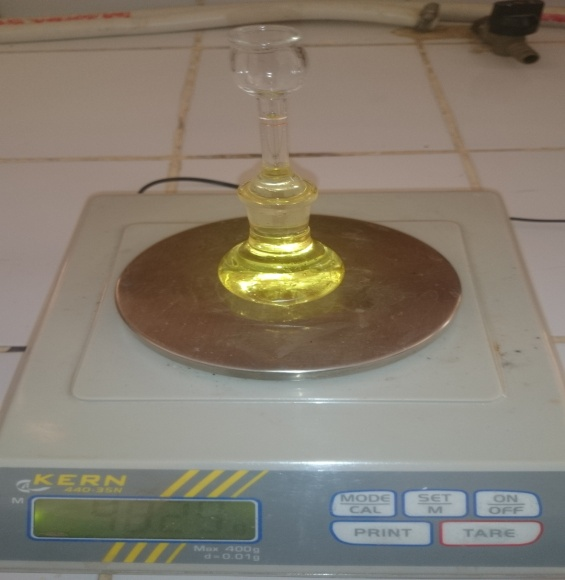 KERN
440-35N
M
Max 400g
d=0.01g
MODE
CAL
SET
M
ON
OFF
PRINT
TARE